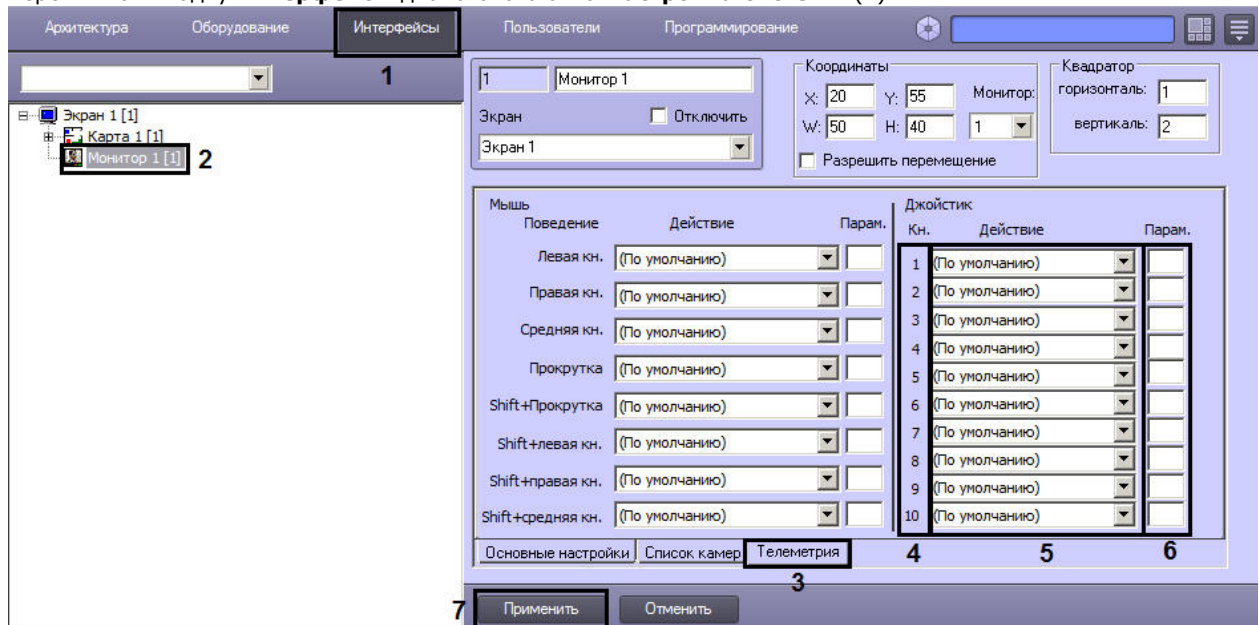 Архитектура Оборудование Интерфейсы Пользователи Программирование
1
1 Монитор 1
Экран Отключить
Экран 1
Координаты
X: 20 Y: 55 Монитор:
W: 50 H: 40 1
Разрешить перемещение
Квадратор
горизонталь: 1
вертикаль: 2
Экран 1 [1]
Карта 1 [1]
Монитор 1 [1] 2
Мышь
Поведение Действие Парам.
Левая кн. (По умолчанию)
Правая кн. (По умолчанию)
Средняя кн. (По умолчанию)
Прокрутка (По умолчанию)
Shift+Прокрутка (По умолчанию)
Shift+левая кн. (По умолчанию)
Shift+правая кн. (По умолчанию)
Shift+средняя кн. (По умолчанию)
Джойстик
Кн. Действие Парам.
1 (По умолчанию)
2 (По умолчанию)
3 (По умолчанию)
4 (По умолчанию)
5 (По умолчанию)
6 (По умолчанию)
7 (По умолчанию)
8 (По умолчанию)
9 (По умолчанию)
10 (По умолчанию)
Основные настройки Список камер Телеметрия
3
4 5 6
7 Применить Отменить